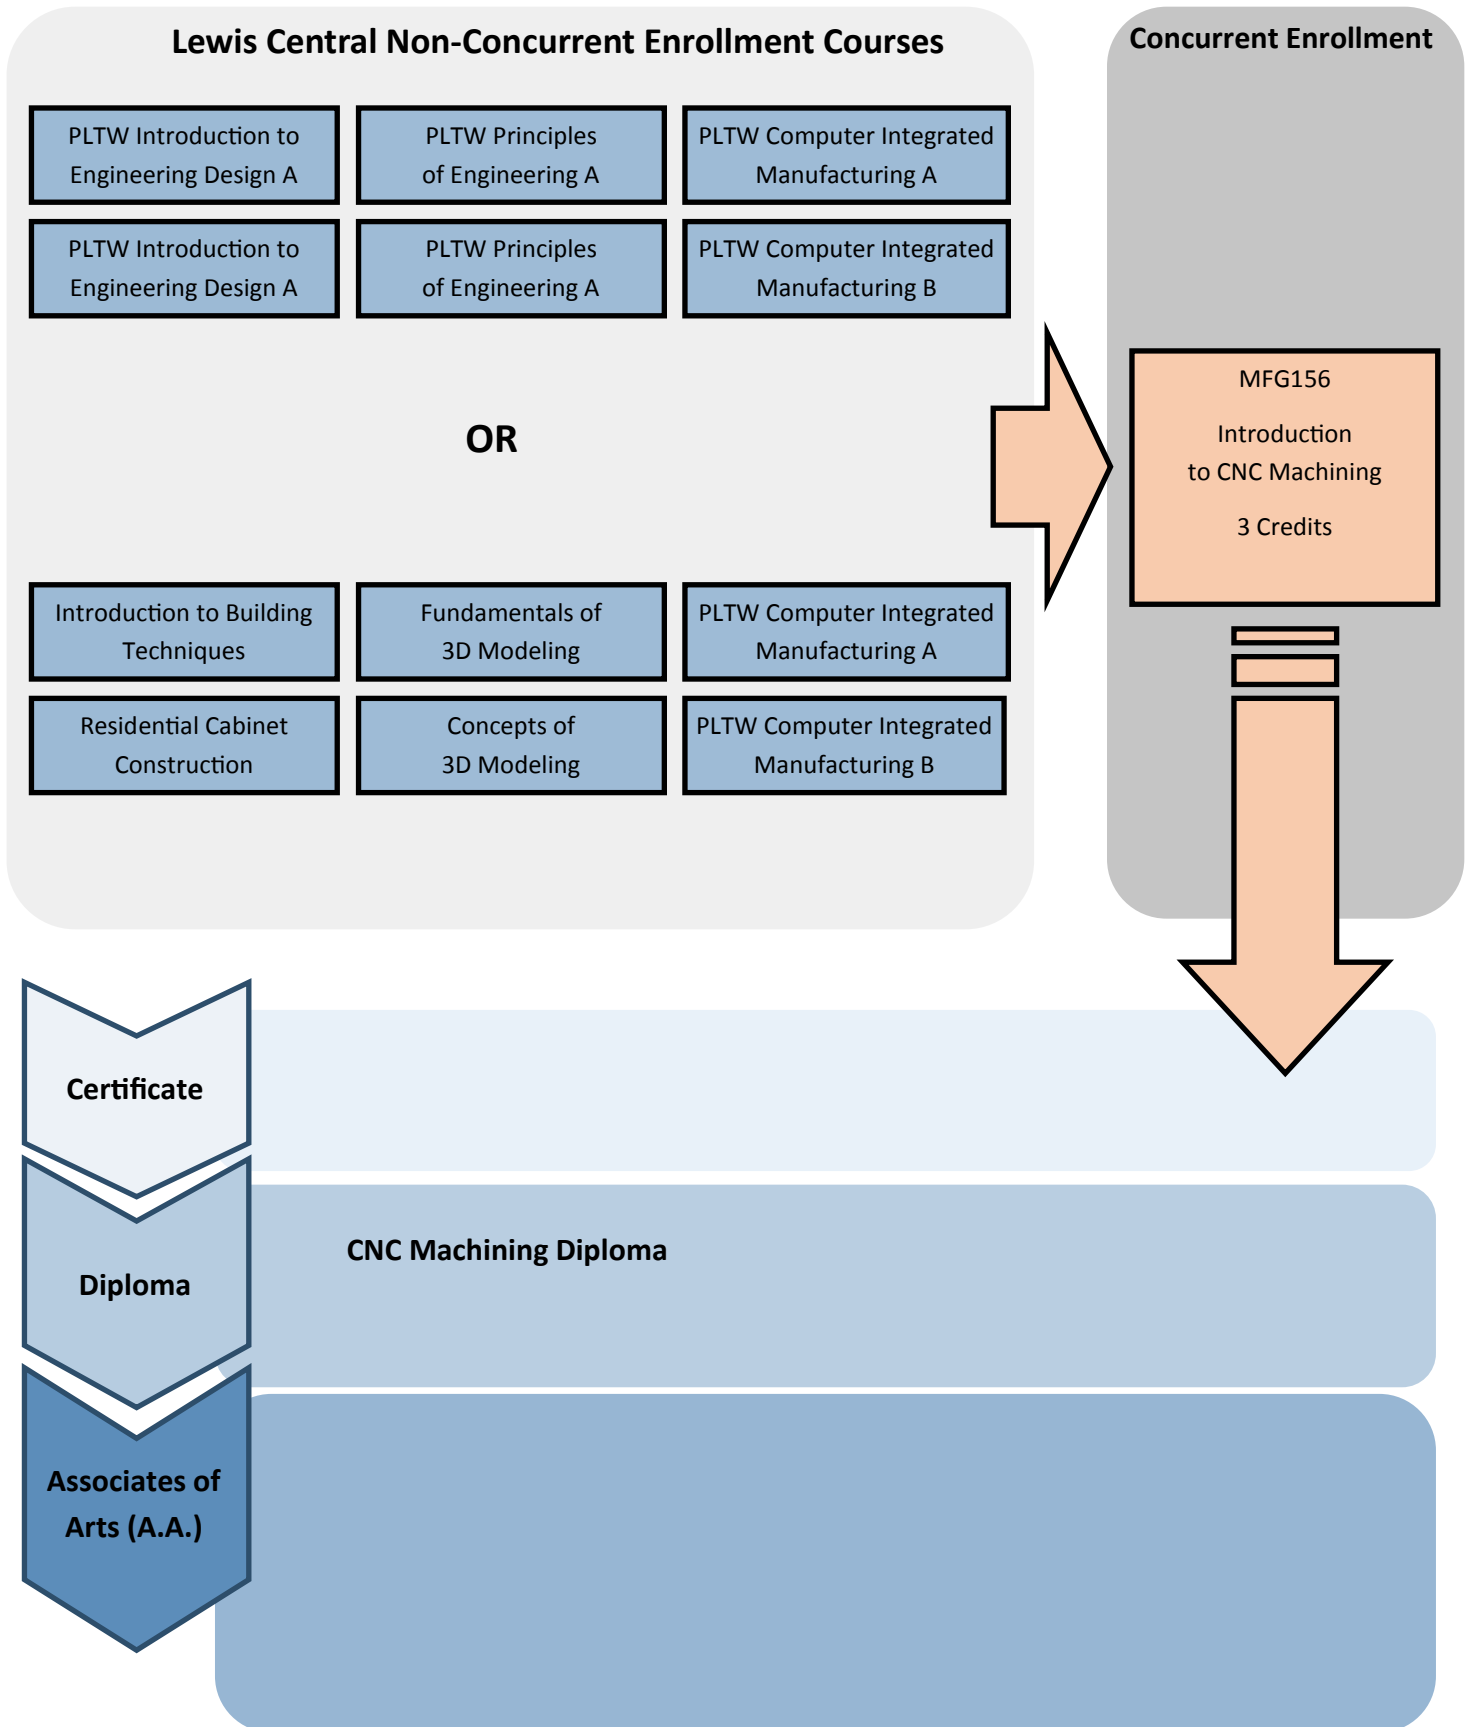 Lewis Central Non-Concurrent Enrollment Courses
PLTW Introduction to
Engineering Design A
PLTW Principles
of Engineering A
PLTW Computer Integrated
Manufacturing A
PLTW Introduction to
Engineering Design A
PLTW Principles
of Engineering A
PLTW Computer Integrated
Manufacturing B
OR
Introduction to Building
Techniques
Fundamentals of
3D Modeling
PLTW Computer Integrated
Manufacturing A
Residential Cabinet
Construction
Concepts of
3D Modeling
PLTW Computer Integrated
Manufacturing B
Concurrent Enrollment
MFG156
Introduction
to CNC Machining
3 Credits
Certificate
Diploma
CNC Machining Diploma
Associates of
Arts (A.A.)